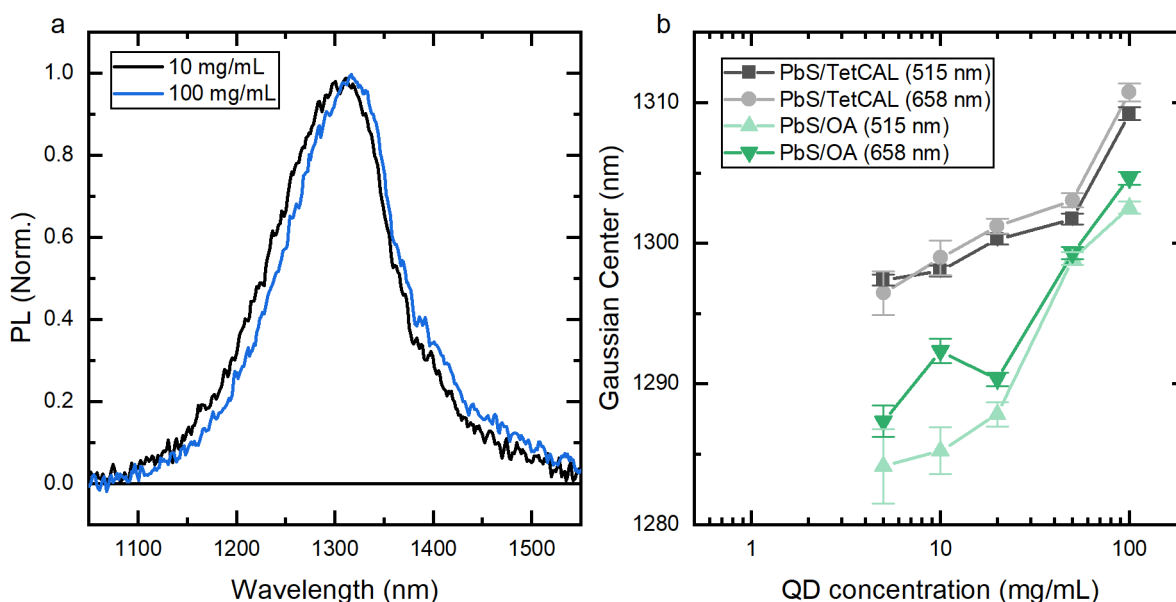 a
10 mg/mL
100 mg/mL
1.0
0.8
0.6
0.4
0.2
0.0
PL (Norm.)
1100 1200 1300 1400 1500
Wavelength (nm)
b
PbS/TetCAL (515 nm)
PbS/TetCAL (658 nm)
PbS/OA (515 nm)
PbS/OA (658 nm)
1310
1300
1290
1280
Gaussian Center (nm)
1 10 100
QD concentration (mg/mL)